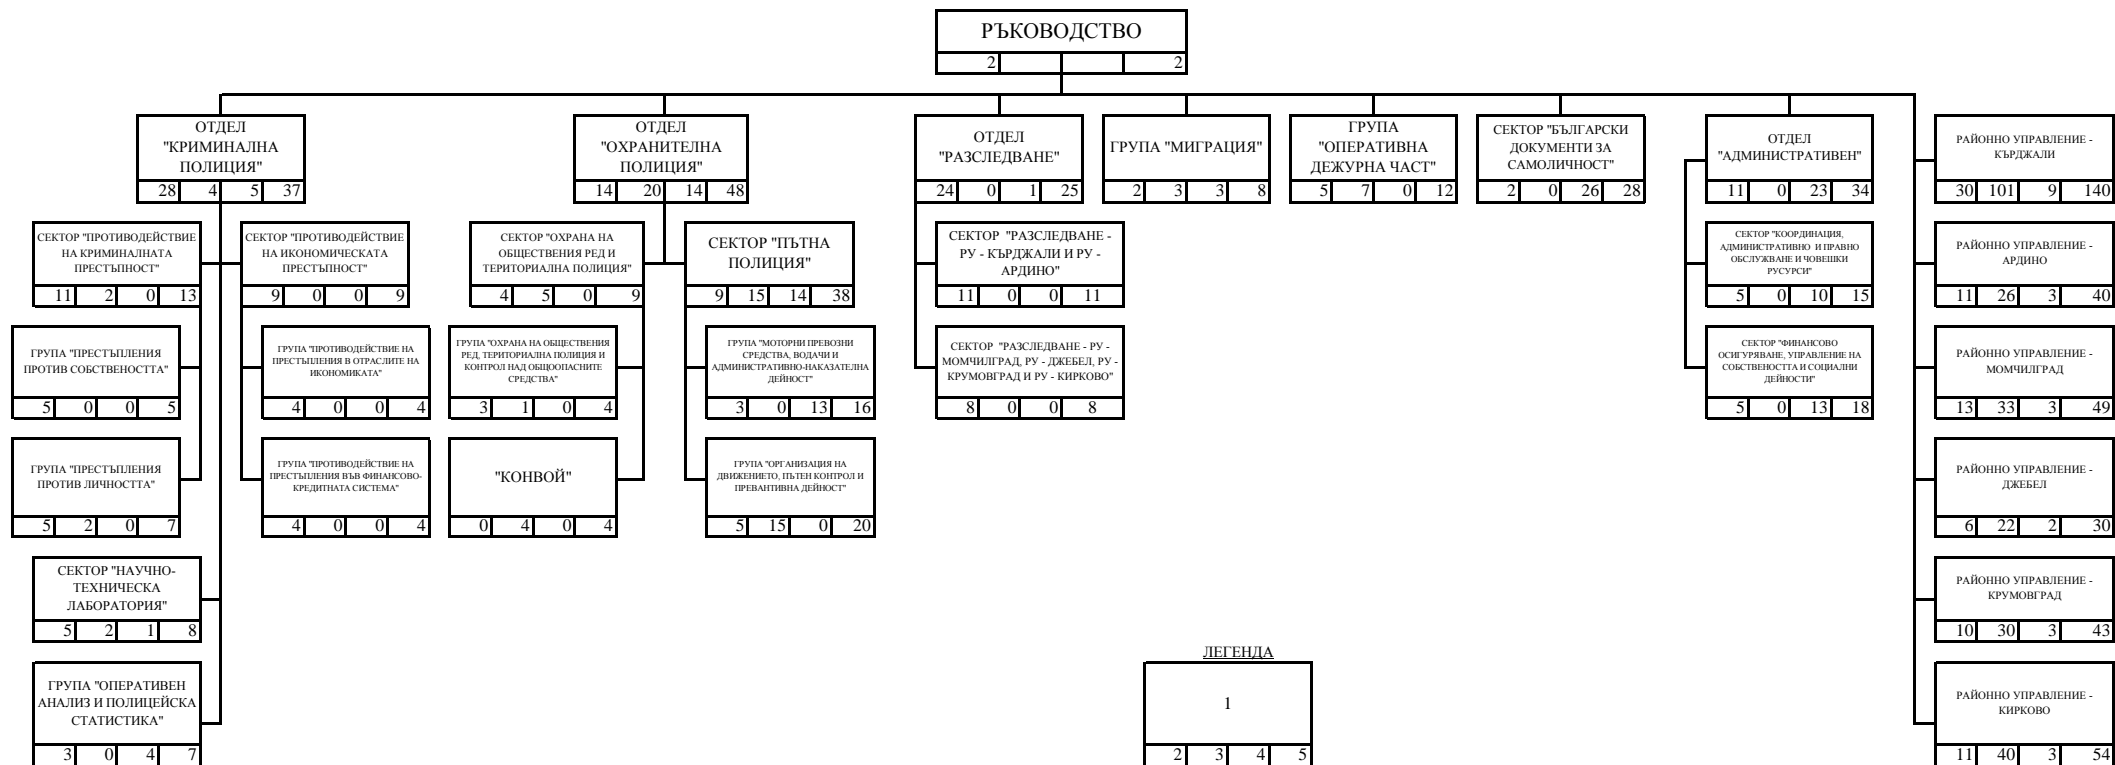 РЪКОВОДСТВО
2 2
ОТДЕЛ
"КРИМИНАЛНА
ПОЛИЦИЯ"
28 4 5 37
ОТДЕЛ
"ОХРАНИТЕЛНА
ПОЛИЦИЯ"
14 20 14 48
ОТДЕЛ
"РАЗСЛЕДВАНЕ"
24 0 1 25
ГРУПА "МИГРАЦИЯ"
2 3 3 8
ГРУПА
"ОПЕРАТИВНА
ДЕЖУРНА ЧАСТ"
5 7 0 12
СЕКТОР "БЪЛГАРСКИ
ДОКУМЕНТИ ЗА
САМОЛИЧНОСТ"
2 0 26 28
ОТДЕЛ
"АДМИНИСТРАТИВЕН"
11 0 23 34
РАЙОННО УПРАВЛЕНИЕ -
КЪРДЖАЛИ
30 101 9 140
СЕКТОР "ПРОТИВОДЕЙСТВИЕ
НА КРИМИНАЛНАТА
ПРЕСТЪПНОСТ"
11 2 0 13
СЕКТОР "ПРОТИВОДЕЙСТВИЕ
НА ИКОНОМИЧЕСКАТА
ПРЕСТЪПНОСТ"
9 0 0 9
СЕКТОР "ОХРАНА НА
ОБЩЕСТВЕНИЯ РЕД И
ТЕРИТОРИАЛНА ПОЛИЦИЯ"
4 5 0 9
СЕКТОР "ПЪТНА
ПОЛИЦИЯ"
9 15 14 38
СЕКТОР "РАЗСЛЕДВАНЕ -
РУ - КЪРДЖАЛИ И РУ -
АРДИНО"
11 0 0 11
СЕКТОР "КООРДИНАЦИЯ,
АДМИНИСТРАТИВНО И ПРАВНО
ОБСЛУЖВАНЕ И ЧОВЕШКИ
РУСУРСИ"
5 0 10 15
РАЙОННО УПРАВЛЕНИЕ -
АРДИНО
11 26 3 40
ГРУПА "ПРЕСТЪПЛЕНИЯ
ПРОТИВ СОБСТВЕНОСТТА"
5 0 0 5
ГРУПА "ПРОТИВОДЕЙСТВИЕ НА
ПРЕСТЪПЛЕНИЯ В ОТРАСЛИТЕ НА
ИКОНОМИКАТА"
4 0 0 4
ГРУПА "ОХРАНА НА ОБЩЕСТВЕНИЯ
РЕД, ТЕРИТОРИАЛНА ПОЛИЦИЯ И
КОНТРОЛ НАД ОБЩООПАСНИТЕ
СРЕДСТВА"
3 1 0 4
ГРУПА "МОТОРНИ ПРЕВОЗНИ
СРЕДСТВА, ВОДАЧИ И
АДМИНИСТРАТИВНО-НАКАЗАТЕЛНА
ДЕЙНОСТ"
3 0 13 16
СЕКТОР "РАЗСЛЕДВАНЕ - РУ -
МОМЧИЛГРАД, РУ - ДЖЕБЕЛ, РУ -
КРУМОВГРАД И РУ - КИРКОВО"
8 0 0 8
СЕКТОР "ФИНАНСОВО
ОСИГУРЯВАНЕ, УПРАВЛЕНИЕ НА
СОБСТВЕНОСТТА И СОЦИАЛНИ
ДЕЙНОСТИ"
5 0 13 18
РАЙОННО УПРАВЛЕНИЕ -
МОМЧИЛГРАД
13 33 3 49
ГРУПА "ПРЕСТЪПЛЕНИЯ
ПРОТИВ ЛИЧНОСТТА"
5 2 0 7
ГРУПА "ПРОТИВОДЕЙСТВИЕ НА
ПРЕСТЪПЛЕНИЯ ВЪВ ФИНАНСОВО-
КРЕДИТНАТА СИСТЕМА"
4 0 0 4
"КОНВОЙ"
0 4 0 4
ГРУПА "ОРГАНИЗАЦИЯ НА
ДВИЖЕНИЕТО, ПЪТЕН КОНТРОЛ И
ПРЕВАНТИВНА ДЕЙНОСТ"
5 15 0 20
РАЙОННО УПРАВЛЕНИЕ -
ДЖЕБЕЛ
6 22 2 30
СЕКТОР "НАУЧНО-
ТЕХНИЧЕСКА
ЛАБОРАТОРИЯ"
5 2 1 8
РАЙОННО УПРАВЛЕНИЕ -
КРУМОВГРАД
10 30 3 43
ГРУПА "ОПЕРАТИВЕН
АНАЛИЗ И ПОЛИЦЕЙСКА
СТАТИСТИКА"
3 0 4 7
ЛЕГЕНДА
1
2 3 4 5
РАЙОННО УПРАВЛЕНИЕ -
КИРКОВО
11 40 3 54